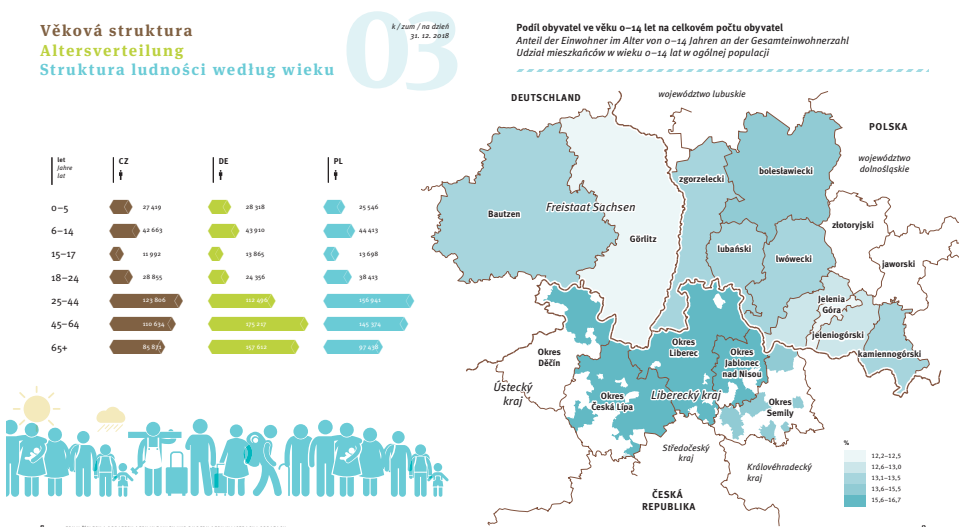 Věková struktura
Altersverteilung
Struktura ludności według wieku
03
k / zum / na dzień
31. 12. 2018
let
Jahre
lat
CZ
DE
PL
0–5
27 419
28 318
25 546
6–14
42 663
43 910
44 413
15–17
11 992
13 865
13 698
18–24
28 855
24 356
38 413
25–44
123 806
112 496
156 941
45–64
110 634
175 217
145 374
65+
85 871
157 612
97 438
Podíl obyvatel ve věku 0–14 let na celkovém počtu obyvatel
Anteil der Einwohner im Alter von 0–14 Jahren an der Gesamteinwohnerzahl
Udział mieszkańców w wieku 0–14 lat w ogólnej populacji
DEUTSCHLAND
województwo lubuskie
POLSKA
województwo
dolnośląskie
zgorzelecki
bolesławiecki
Bautzen
Freistaat Sachsen
Görlitz
złotoryjski
lubański
lwówecki
jaworski
Jelenia
Góra
jeleniogórski
kamiennogórski
Okres
Děčín
Okres
Liberec
Okres
Jablonec
nad Nisou
Ústecký
kraj
Okres
Česká Lípa
Liberecký kraj
Okres
Semily
Středočeský
kraj
Královéhradecký
kraj
ČESKÁ
REPUBLIKA
%
12,2–12,5
12,6–13,0
13,1–13,5
13,6–15,5
15,6–16,7